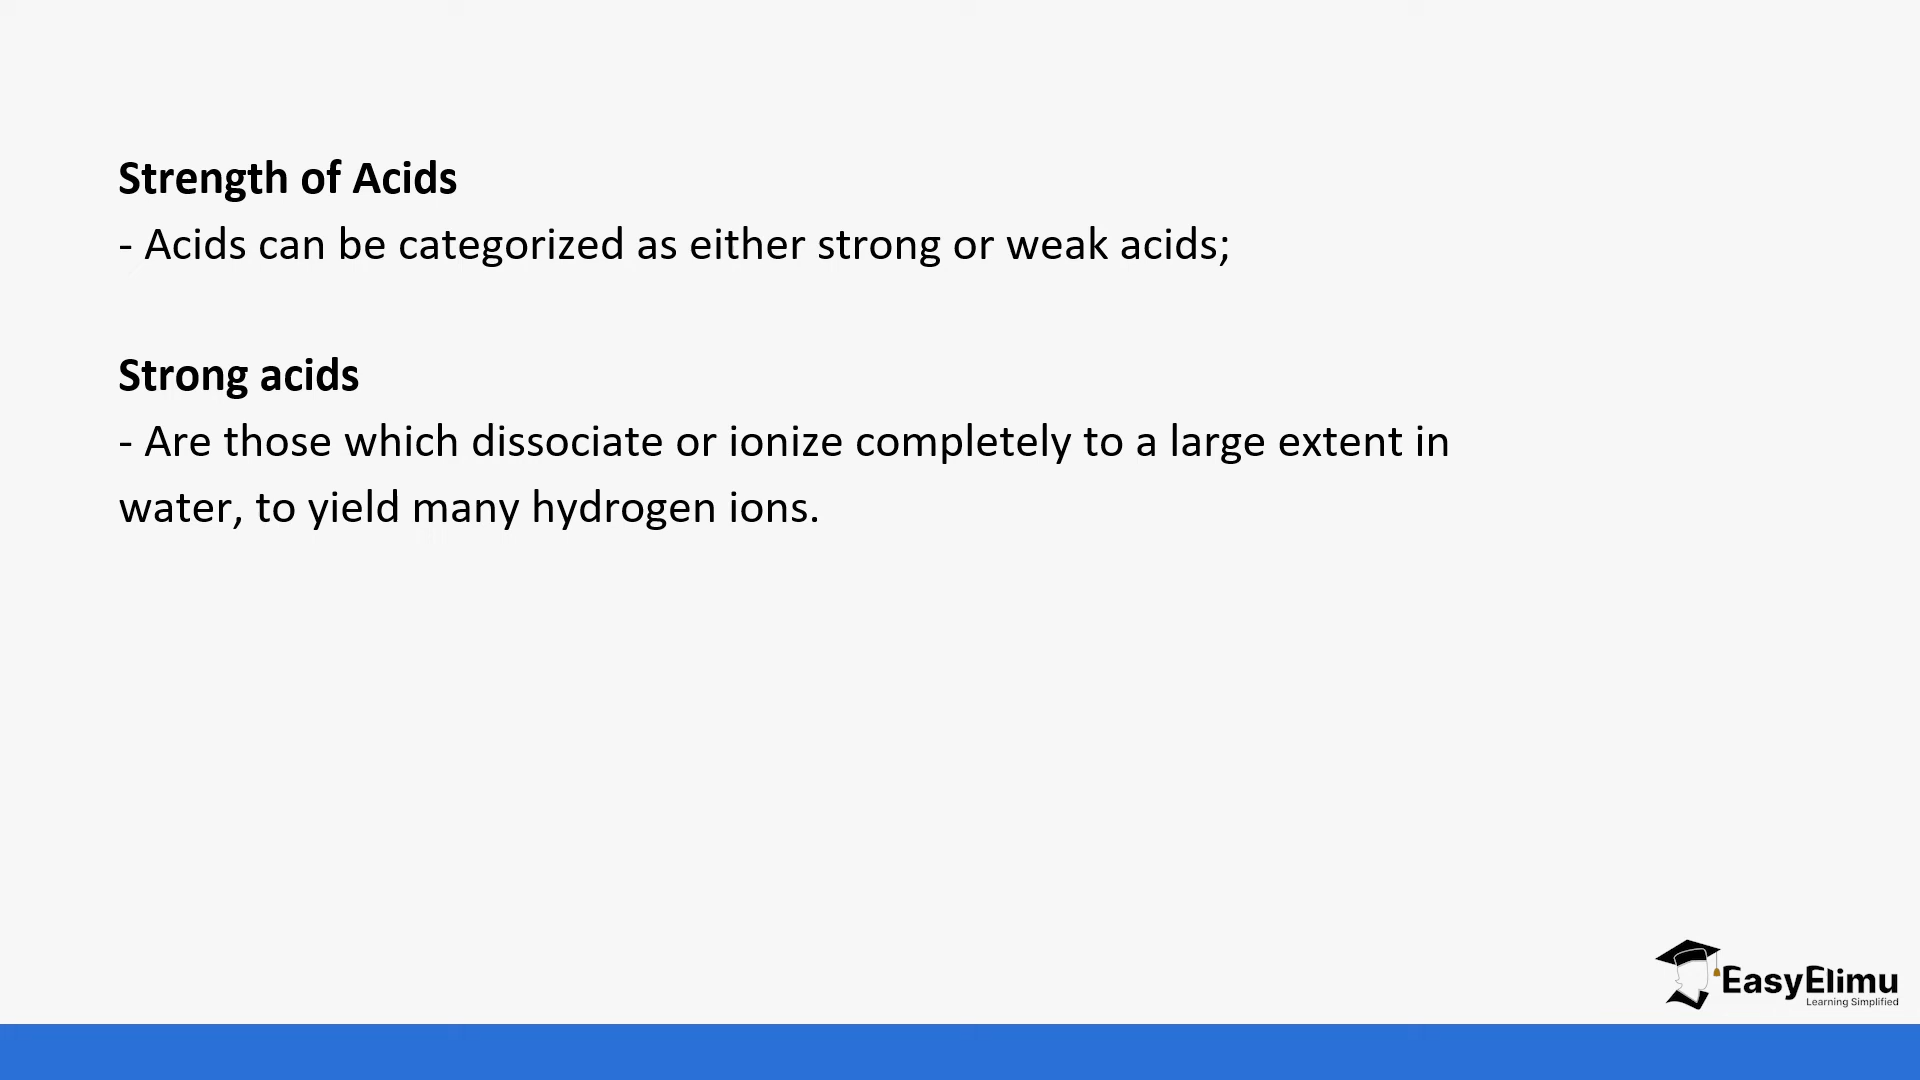 Strength of Acids
- Acids can be categorized as either strong or weak acids;
Strong acids
- Are those which dissociate or ionize completely to a large extent in
water, to yield many hydrogen ions.
EasyElimu
Learning Simplified